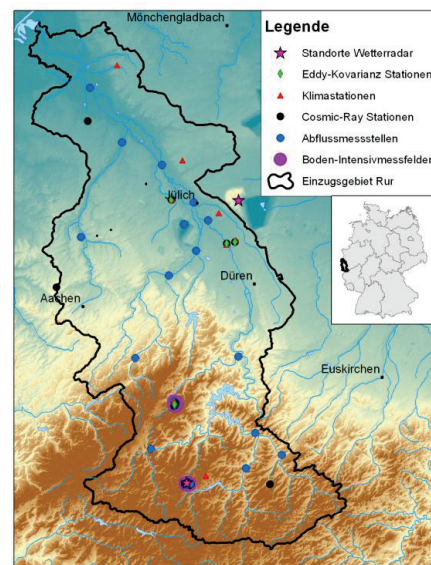 Mönchengladbach
Legende
Standorte Wetterradar
Eddy-Kovarianz Stationen
Klimastationen
Cosmic-Ray Stationen
Abflussmessstellen
Boden-Intensivmessfelder
Einzugsgebiet Rur
Jülich
Düren
Aachen
Euskirchen